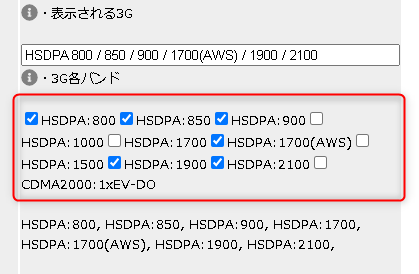 ・表示される3G
HSDPA 800 / 850 / 900 / 1700(AWS) / 1900 / 2100
・3G各バンド
HSDPA:800 HSDPA:850 HSDPA:900
HSDPA:1000 HSDPA:1700 HSDPA:1700(AWS)
HSDPA:1500 HSDPA:1900 HSDPA:2100
CDMA2000:1xEV-DO
HSDPA:800, HSDPA:850, HSDPA:900, HSDPA:1700,
HSDPA:1700(AWS), HSDPA:1900, HSDPA:2100,